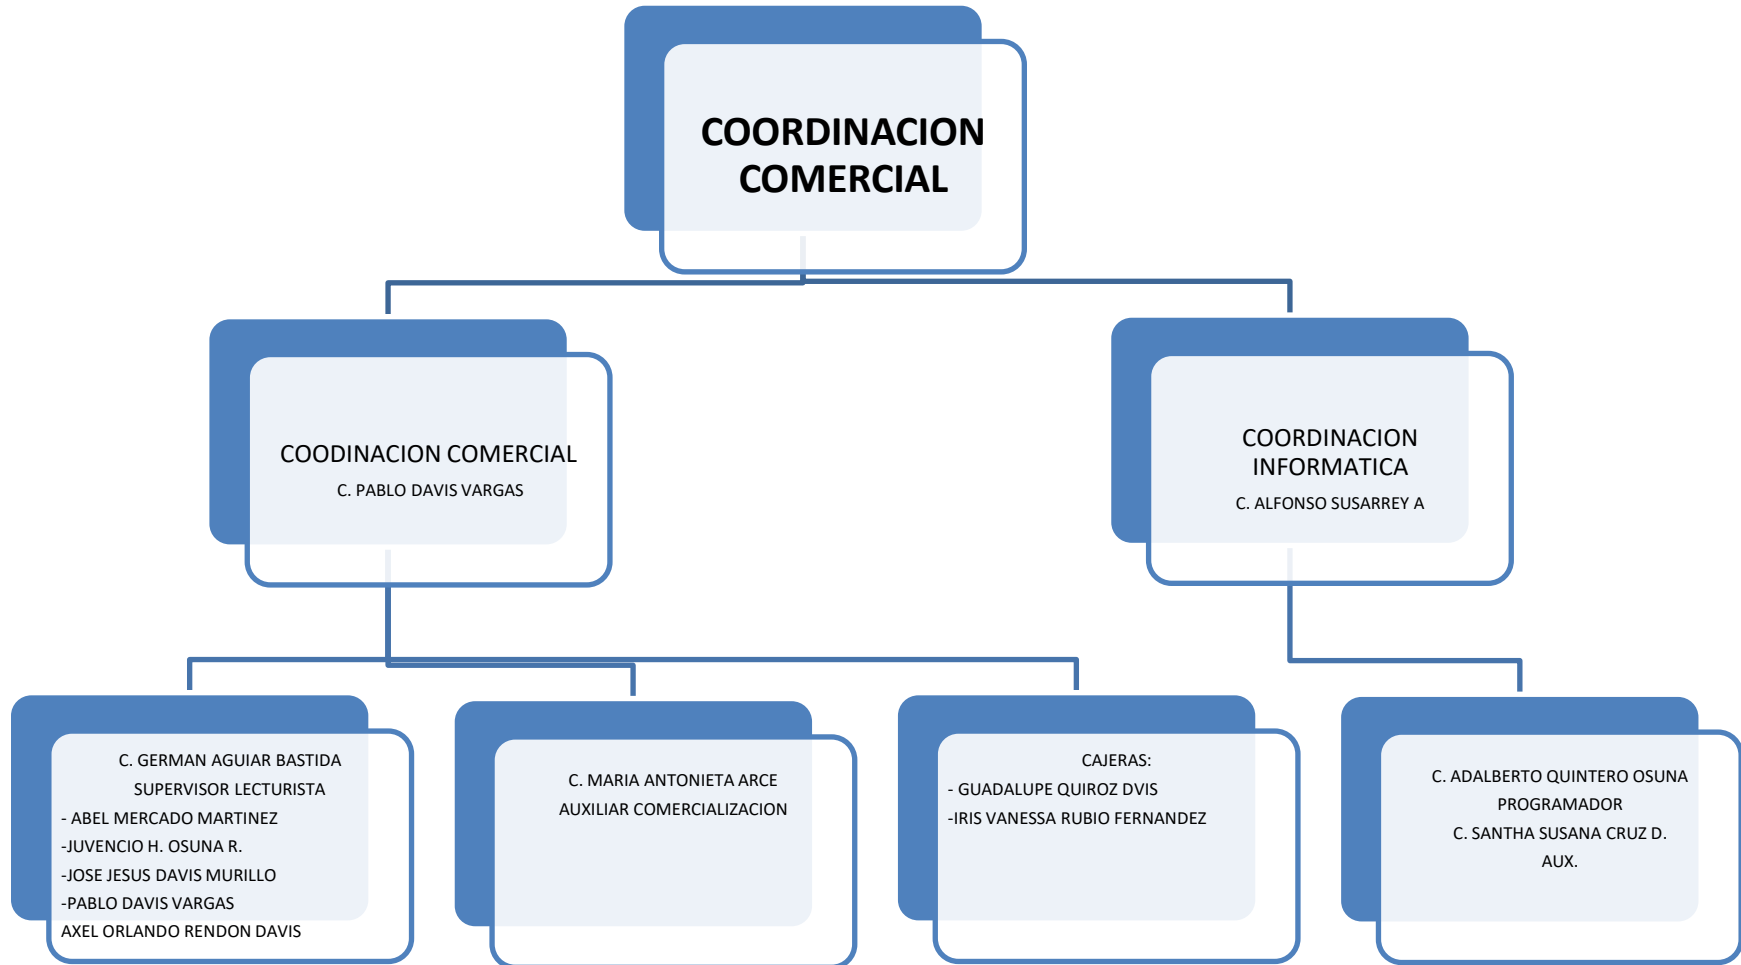 COORDINACION
COMERCIAL
COODINACION COMERCIAL
C. PABLO DAVIS VARGAS
COORDINACION
INFORMATICA
C. ALFONSO SUSARREY A
C. GERMAN AGUIAR BASTIDA
SUPERVISOR LECTURISTA
- ABEL MERCADO MARTINEZ
-JUVENCIO H. OSUNA R.
-JOSE JESUS DAVIS MURILLO
-PABLO DAVIS VARGAS
AXEL ORLANDO RENDON DAVIS
C. MARIA ANTONIETA ARCE
AUXILIAR COMERCIALIZACION
CAJERAS:
- GUADALUPE QUIROZ DVIS
-IRIS VANESSA RUBIO FERNANDEZ
C. ADALBERTO QUINTERO OSUNA
PROGRAMADOR
C. SANTHA SUSANA CRUZ D.
AUX.